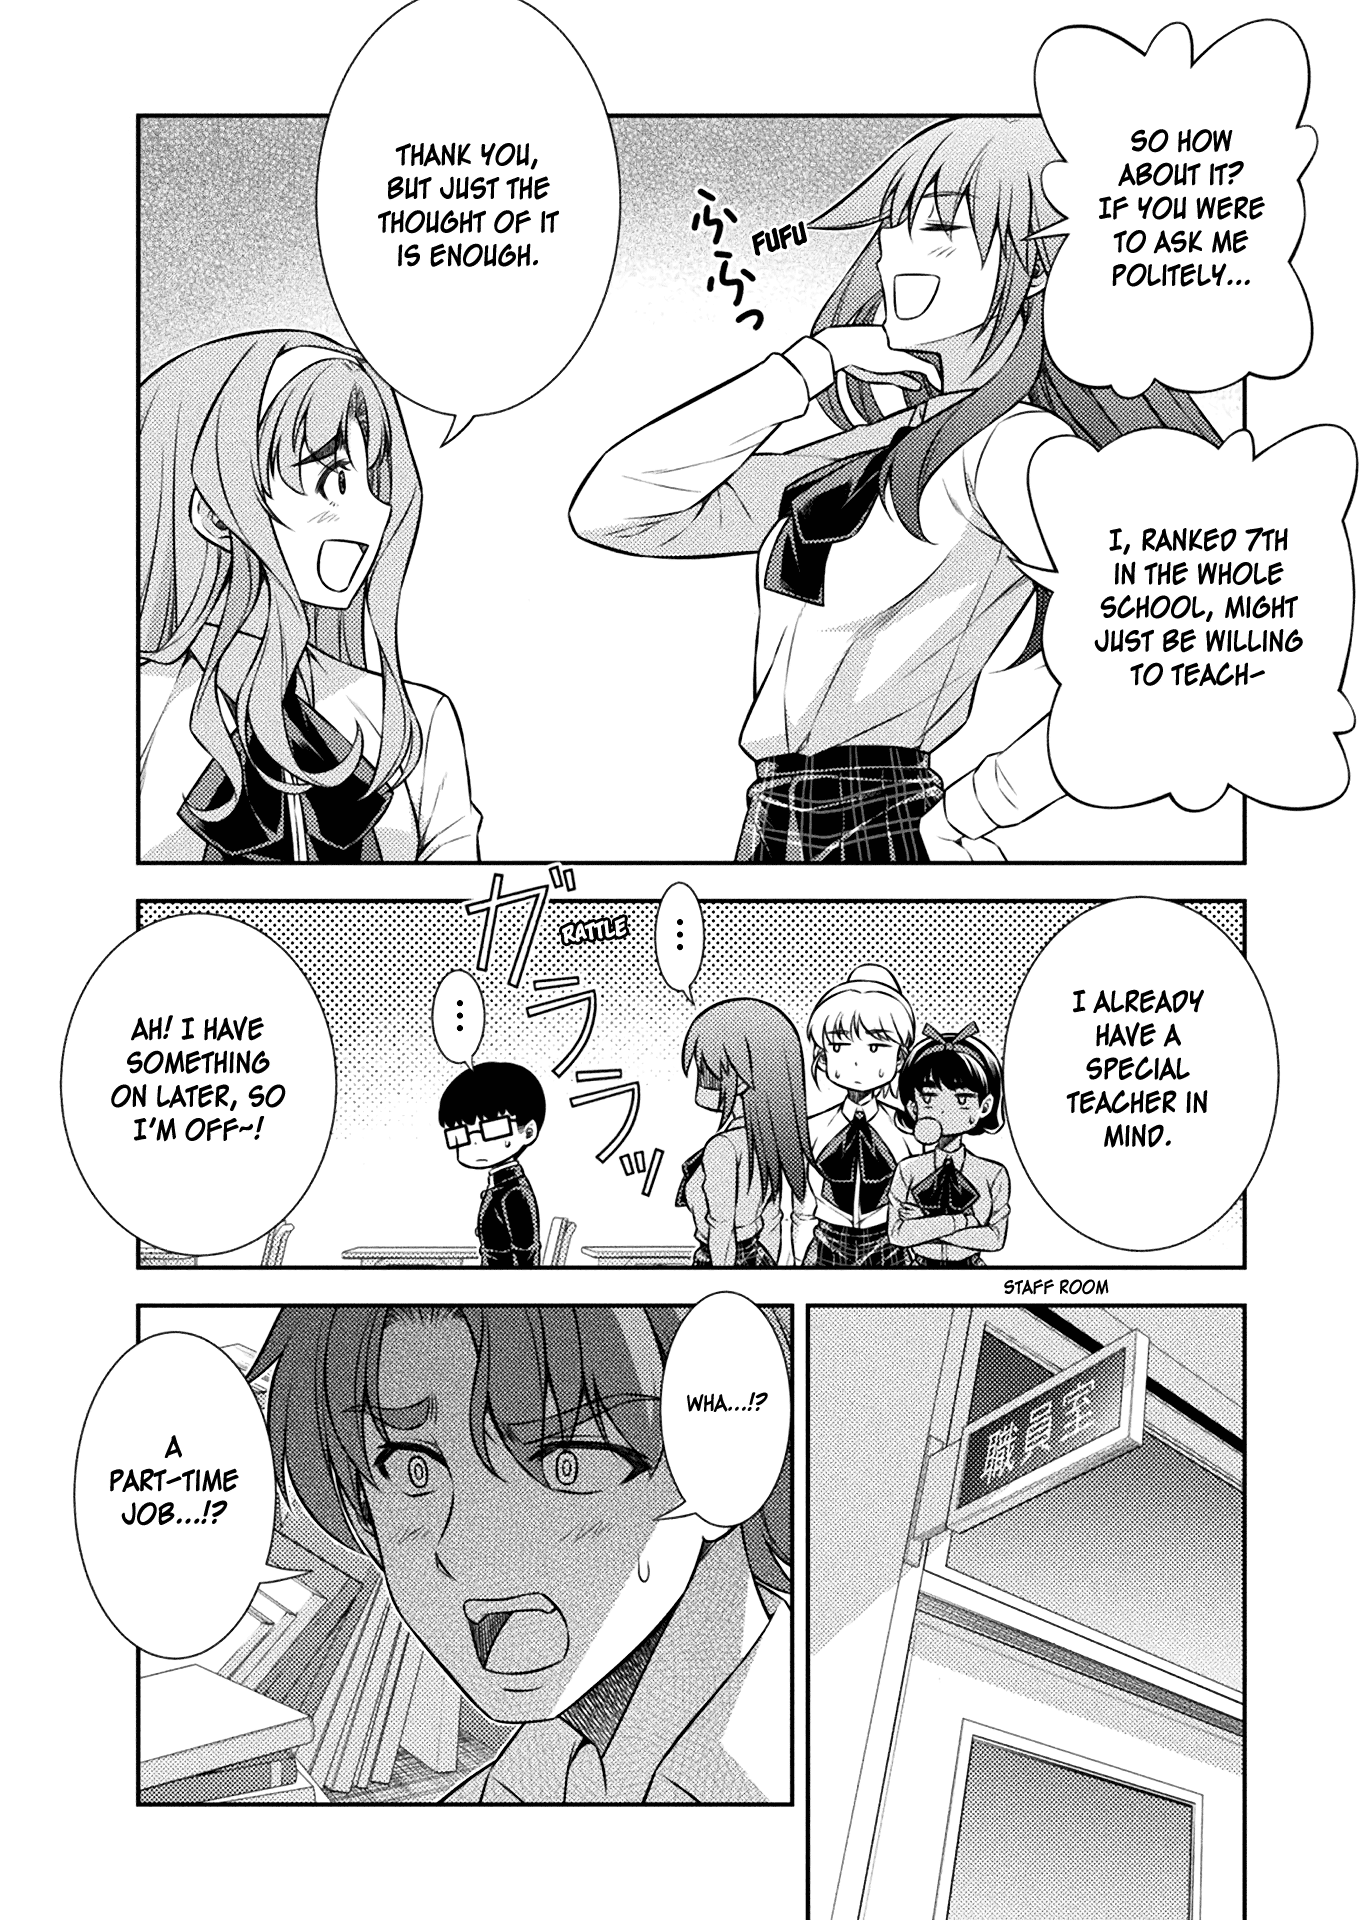 SO HOW
ABOUT IT?
IF YOU WERE
TO ASK ME
POLITELY...
I, RANKED 7TH
IN THE WHOLE
SCHOOL, MIGHT
JUST BE WILLING
TO TEACH-
ふふふっ
FUFU
THANK YOU,
BUT JUST THE
THOUGHT OF IT
IS ENOUGH.
I ALREADY
HAVE A
SPECIAL
TEACHER IN
MIND.
...
ガララッ
RATTLE
...
AH! I HAVE
SOMETHING
ON LATER, SO
I'M OFF~!
STAFF ROOM
職員室
WHA...!?
A
PART-TIME
JOB...!?